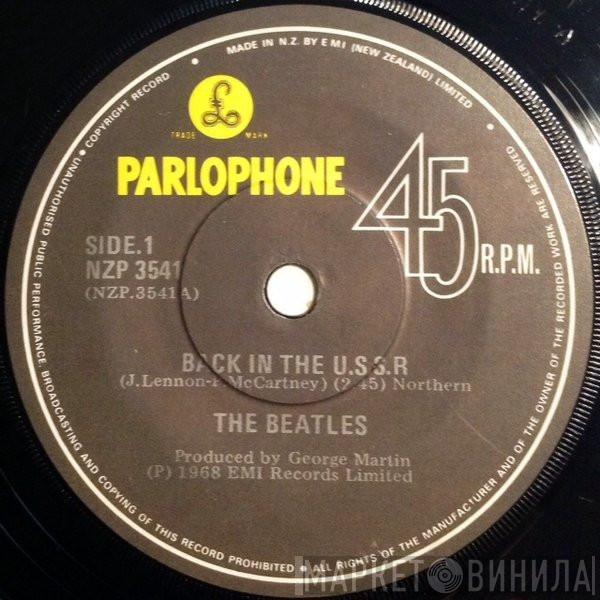 MADE IN N.Z. BY EMI (NEW ZEALAND) LIMITED • ALL RIGHTS OF THE MANUFACTURER AND OF THE OWNER OF THE RECORDED WORK ARE RESERVED
• UNAUTHORISED PUBLIC PERFORMANCE, BROADCASTING AND COPYING OF THIS RECORD PROHIBITED •
• COPYRIGHT RECORD
£
TRADE MARK
PARLOPHONE
45 R.P.M.
SIDE.1
NZP 3541
(NZP.3541A)
BACK IN THE U.S.S.R
(J.Lennon-P.McCartney) (2.45) Northern
THE BEATLES
Produced by George Martin
(P) 1968 EMI Records Limited
МАРКЕТ ВИНИЛА